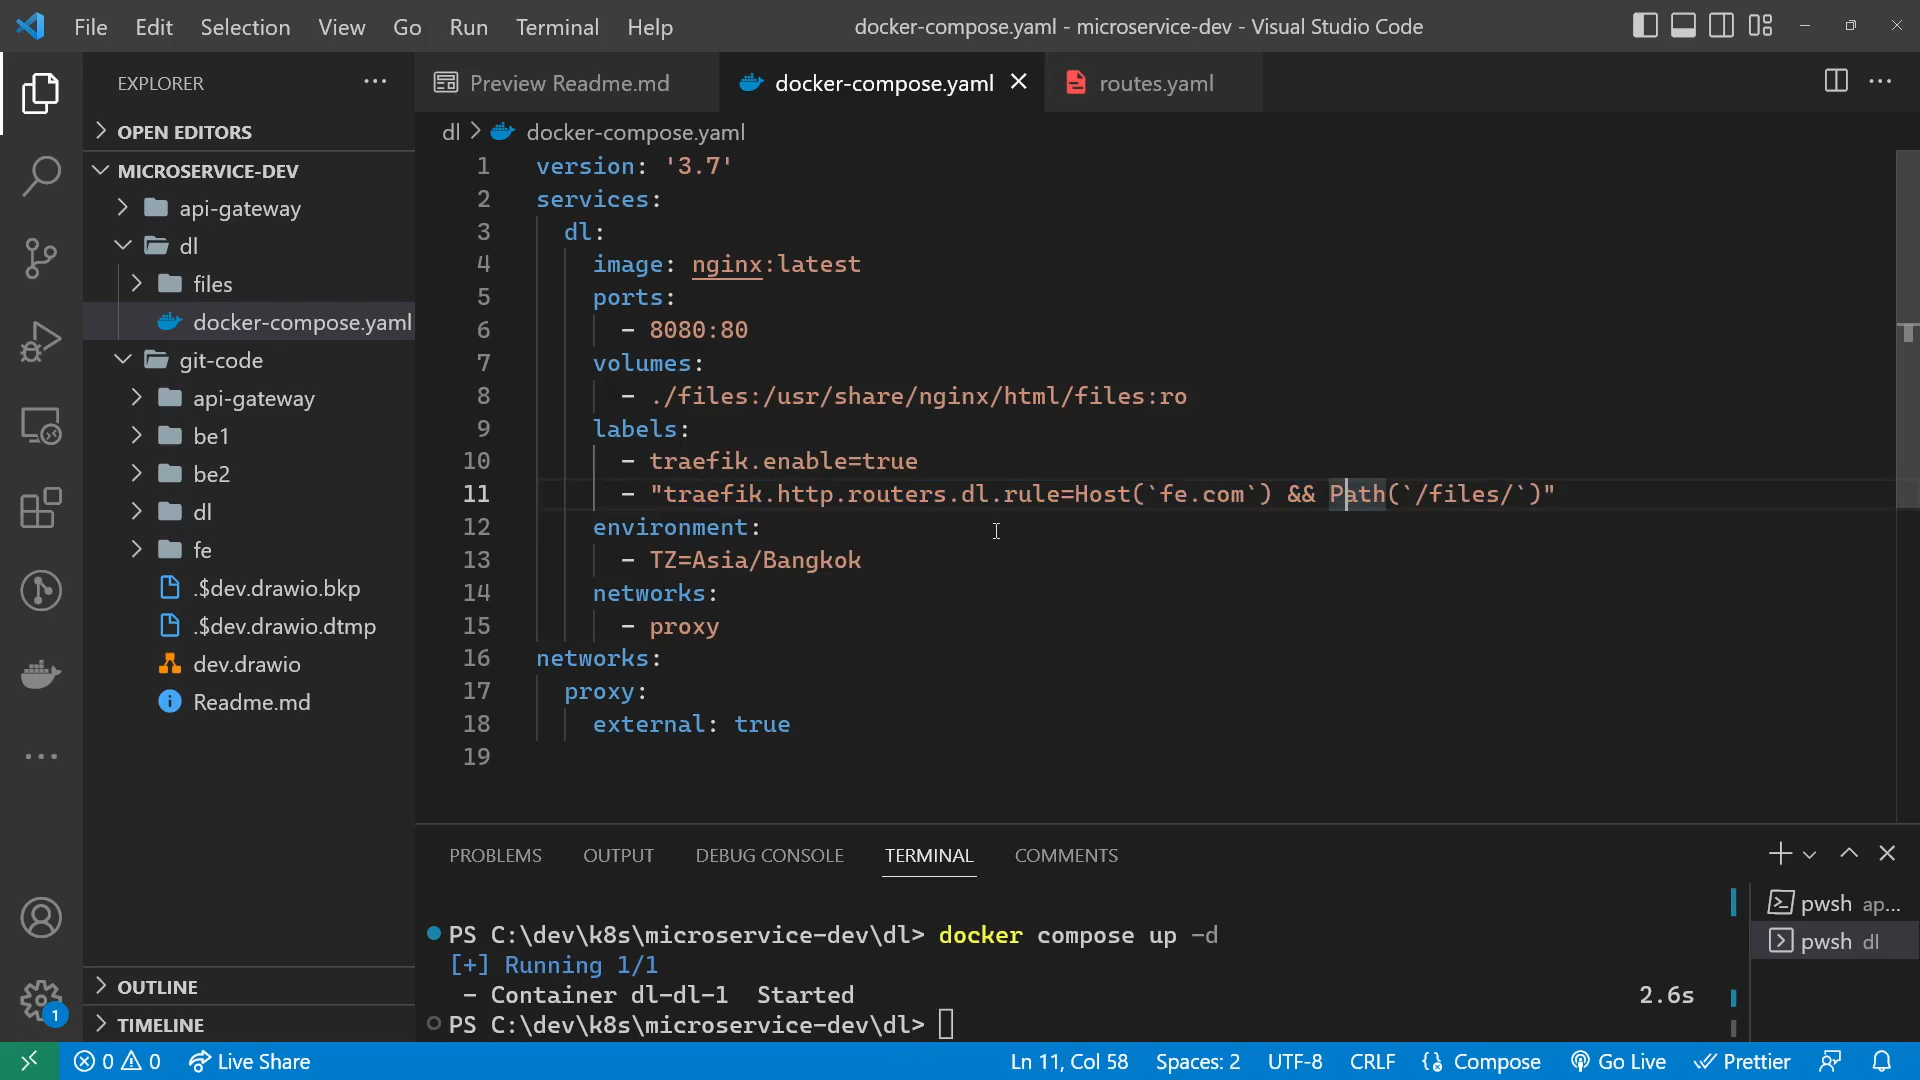 File Edit Selection View Go Run Terminal Help
docker-compose.yaml - microservice-dev - Visual Studio Code
EXPLORER
Preview Readme.md
docker-compose.yaml
routes.yaml
OPEN EDITORS
MICROSERVICE-DEV
api-gateway
dl
files
docker-compose.yaml
git-code
api-gateway
be1
be2
dl
fe
.$dev.drawio.bkp
.$dev.drawio.dtmp
dev.drawio
Readme.md
OUTLINE
TIMELINE
1
dl > docker-compose.yaml
1 version: '3.7'
2 services:
3 dl:
4 image: nginx:latest
5 ports:
6 - 8080:80
7 volumes:
8 - ./files:/usr/share/nginx/html/files:ro
9 labels:
10 - traefik.enable=true
11 - "traefik.http.routers.dl.rule=Host(`fe.com`) && Path(`/files/`)"
12 environment:
13 - TZ=Asia/Bangkok
14 networks:
15 - proxy
16 networks:
17 proxy:
18 external: true
19
PROBLEMS OUTPUT DEBUG CONSOLE TERMINAL COMMENTS
PS C:\dev\k8s\microservice-dev\dl> docker compose up -d
[+] Running 1/1
- Container dl-dl-1 Started 2.6s
PS C:\dev\k8s\microservice-dev\dl>
pwsh ap...
pwsh dl
0 0 Live Share Ln 11, Col 58 Spaces: 2 UTF-8 CRLF {} Compose Go Live Prettier